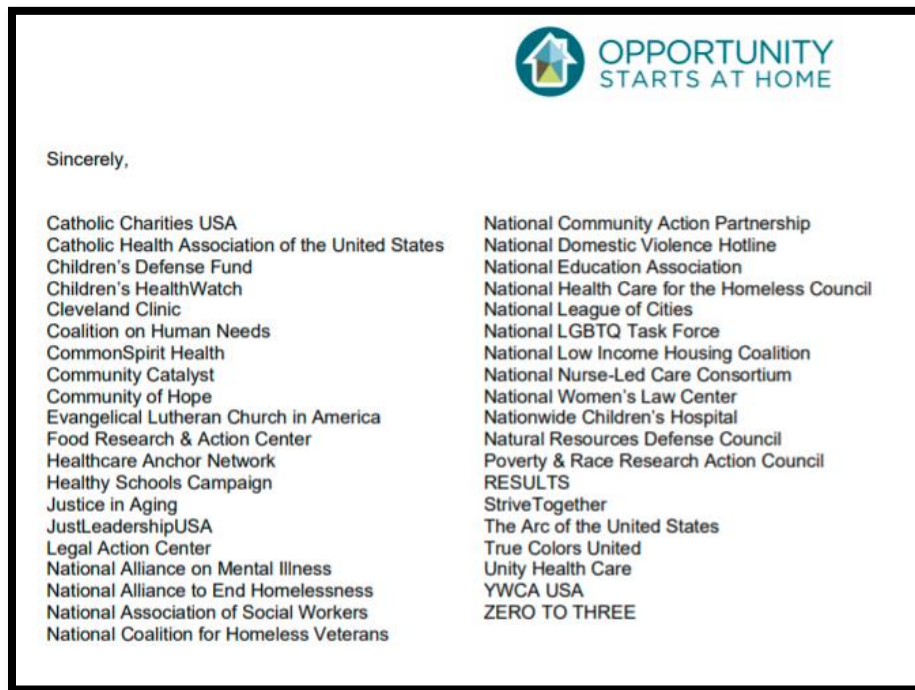 OPPORTUNITY
STARTS AT HOME
Sincerely,
Catholic Charities USA
Catholic Health Association of the United States
Children's Defense Fund
Children's HealthWatch
Cleveland Clinic
Coalition on Human Needs
CommonSpirit Health
Community Catalyst
Community of Hope
Evangelical Lutheran Church in America
Food Research & Action Center
Healthcare Anchor Network
Healthy Schools Campaign
Justice in Aging
JustLeadershipUSA
Legal Action Center
National Alliance on Mental Illness
National Alliance to End Homelessness
National Association of Social Workers
National Coalition for Homeless Veterans
National Community Action Partnership
National Domestic Violence Hotline
National Education Association
National Health Care for the Homeless Council
National League of Cities
National LGBTQ Task Force
National Low Income Housing Coalition
National Nurse-Led Care Consortium
National Women's Law Center
Nationwide Children's Hospital
Natural Resources Defense Council
Poverty & Race Research Action Council
RESULTS
StriveTogether
The Arc of the United States
True Colors United
Unity Health Care
YWCA USA
ZERO TO THREE